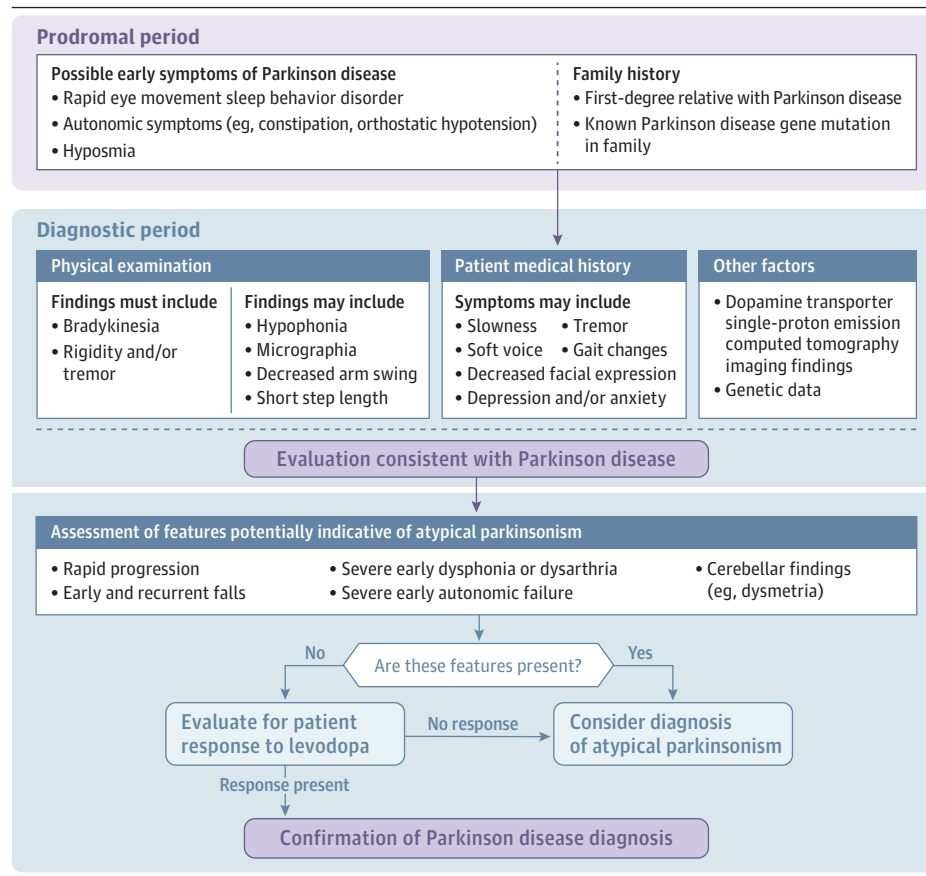 Prodromal period
Possible early symptoms of Parkinson disease
• Rapid eye movement sleep behavior disorder
• Autonomic symptoms (eg, constipation, orthostatic hypotension)
• Hyposmia
Family history
• First-degree relative with Parkinson disease
• Known Parkinson disease gene mutation
in family
Diagnostic period
Physical examination
Findings must include
• Bradykinesia
• Rigidity and/or
tremor
Findings may include
• Hypophonia
• Micrographia
• Decreased arm swing
• Short step length
Patient medical history
Symptoms may include
• Slowness • Tremor
• Soft voice • Gait changes
• Decreased facial expression
• Depression and/or anxiety
Other factors
• Dopamine transporter
single-proton emission
computed tomography
imaging findings
• Genetic data
Evaluation consistent with Parkinson disease
Assessment of features potentially indicative of atypical parkinsonism
• Rapid progression
• Early and recurrent falls
• Severe early dysphonia or dysarthria
• Severe early autonomic failure
• Cerebellar findings
(eg, dysmetria)
Are these features present?
No
Yes
Evaluate for patient
response to levodopa
No response
Consider diagnosis
of atypical parkinsonism
Response present
Confirmation of Parkinson disease diagnosis